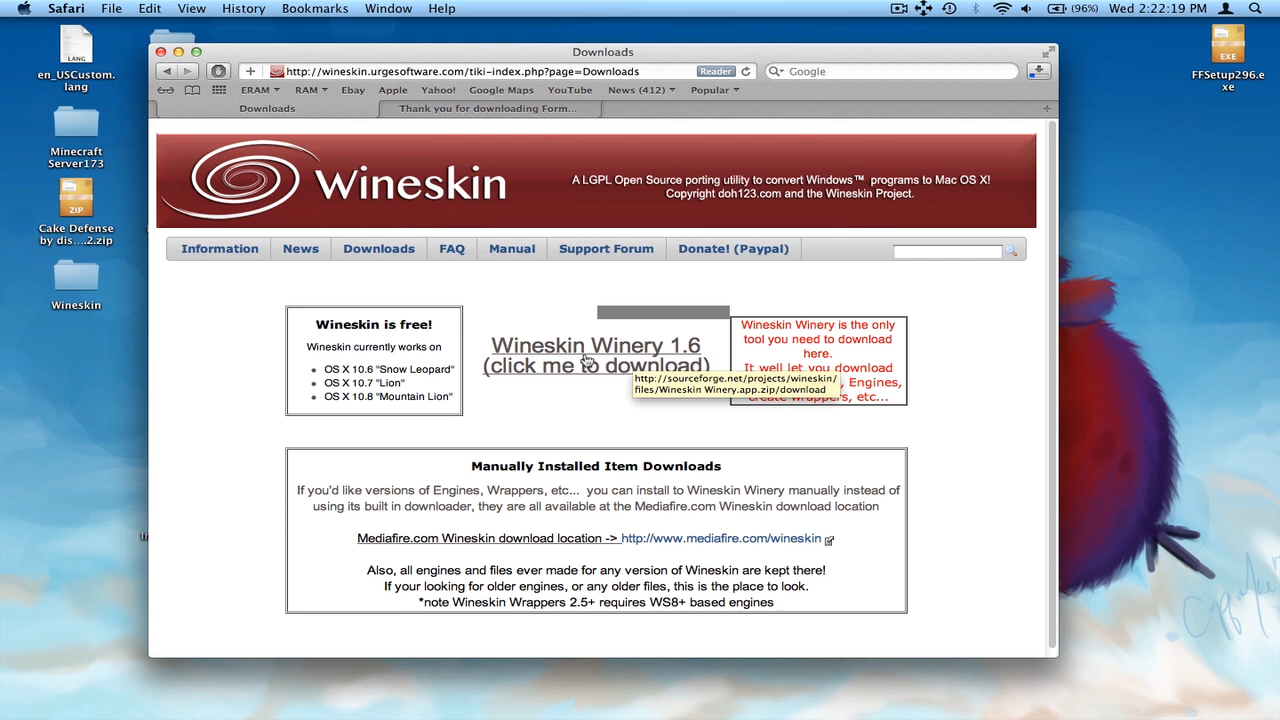 Safari File Edit View History Bookmarks Window Help (96%) Wed 2:22:19 PM
LANG
en_USCustom.
lang
Minecraft
Server173
ZIP
Cake Defense
by dis....2.zip
Wineskin
EXE
FFSetup296.e
xe
Downloads
http://wineskin.urgesoftware.com/tiki-index.php?page=Downloads Reader Google
ERAM RAM Ebay Apple Yahoo! Google Maps YouTube News (412) Popular
Downloads Thank you for downloading Form...
Wineskin
A LGPL Open Source porting utility to convert Windows™ programs to Mac OS X!
Copyright doh123.com and the Wineskin Project.
Information News Downloads FAQ Manual Support Forum Donate! (Paypal)
Wineskin is free!
Wineskin currently works on
• OS X 10.6 "Snow Leopard"
• OS X 10.7 "Lion"
• OS X 10.8 "Mountain Lion"
Wineskin Winery 1.6
(click me to download)
http://sourceforge.net/projects/wineskin/
files/Wineskin Winery.app.zip/download
Wineskin Winery is the only
tool you need to download
here.
It well let you download
Engines,
create wrappers, etc...
Manually Installed Item Downloads
If you'd like versions of Engines, Wrappers, etc... you can install to Wineskin Winery manually instead of
using its built in downloader, they are all available at the Mediafire.com Wineskin download location
Mediafire.com Wineskin download location -> http://www.mediafire.com/wineskin
Also, all engines and files ever made for any version of Wineskin are kept there!
If your looking for older engines, or any older files, this is the place to look.
*note Wineskin Wrappers 2.5+ requires WS8+ based engines